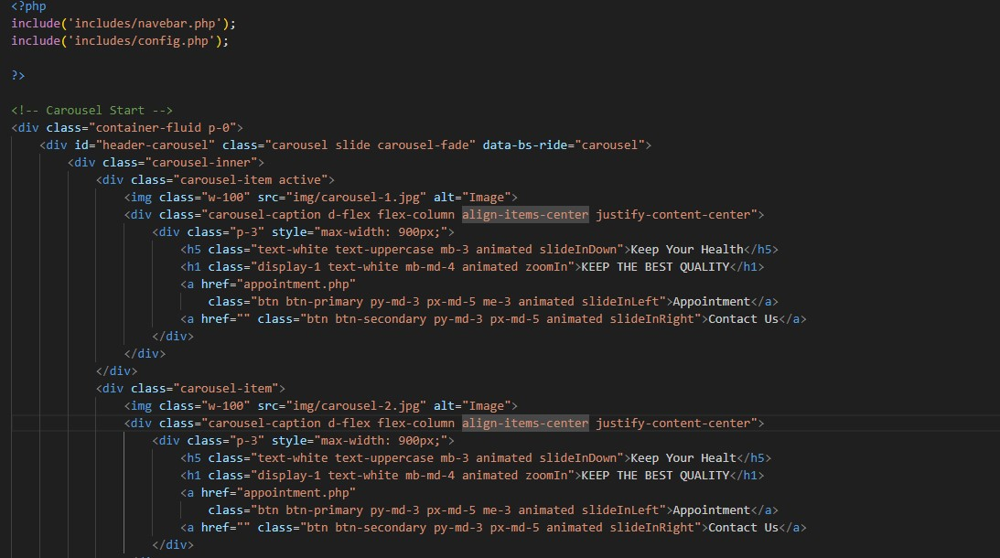 <?php
include('includes/navebar.php');
include('includes/config.php');
?>
<!-- Carousel Start -->
<div class="container-fluid p-0">
<div id="header-carousel" class="carousel slide carousel-fade" data-bs-ride="carousel">
<div class="carousel-inner">
<div class="carousel-item active">
<img class="w-100" src="img/carousel-1.jpg" alt="Image">
<div class="carousel-caption d-flex flex-column align-items-center justify-content-center">
<div class="p-3" style="max-width: 900px;">
<h5 class="text-white text-uppercase mb-3 animated slideInDown">Keep Your Health</h5>
<h1 class="display-1 text-white mb-md-4 animated zoomIn">KEEP THE BEST QUALITY</h1>
<a href="appointment.php"
class="btn btn-primary py-md-3 px-md-5 me-3 animated slideInLeft">Appointment</a>
<a href="" class="btn btn-secondary py-md-3 px-md-5 animated slideInRight">Contact Us</a>
</div>
</div>
</div>
<div class="carousel-item">
<img class="w-100" src="img/carousel-2.jpg" alt="Image">
<div class="carousel-caption d-flex flex-column align-items-center justify-content-center">
<div class="p-3" style="max-width: 900px;">
<h5 class="text-white text-uppercase mb-3 animated slideInDown">Keep Your Healt</h5>
<h1 class="display-1 text-white mb-md-4 animated zoomIn">KEEP THE BEST QUALITY</h1>
<a href="appointment.php"
class="btn btn-primary py-md-3 px-md-5 me-3 animated slideInLeft">Appointment</a>
<a href="" class="btn btn-secondary py-md-3 px-md-5 animated slideInRight">Contact Us</a>
</div>